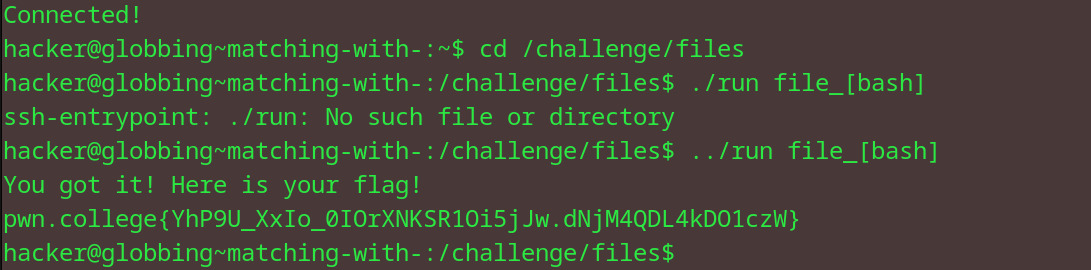 Connected!
hacker@globbing~matching-with-:~$ cd /challenge/files
hacker@globbing~matching-with-:/challenge/files$ ./run file_[bash]
ssh-entrypoint: ./run: No such file or directory
hacker@globbing~matching-with-:/challenge/files$ ../run file_[bash]
You got it! Here is your flag!
pwn.college{YhP9U_XxIo_0IOrXNKSR1Oi5jJw.dNjM4QDL4kDO1czW}
hacker@globbing~matching-with-:/challenge/files$